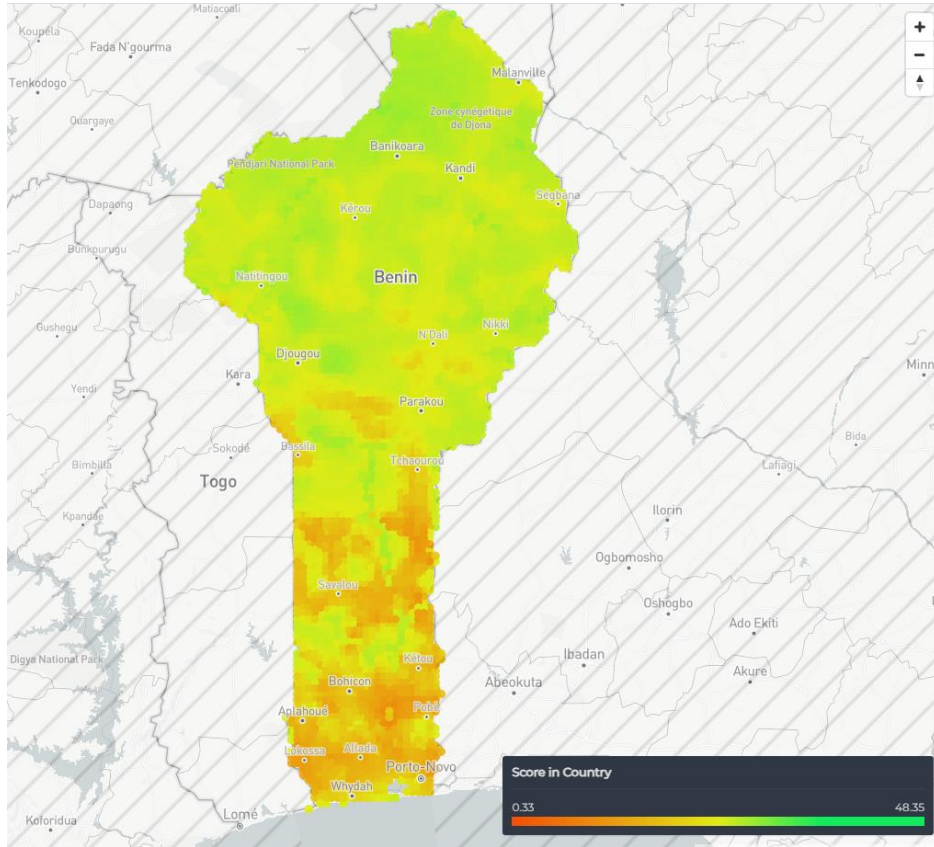 Matiacoali
Koupéla
Fada N'gourma
Tenkodogo
Malanville
Zone cynégétique
de Djona
Ouargaye
Banikoara
Pendjari National Park
Kandi
Ségbana
Dapaong
Kérou
Bunkpurugu
Natitingou
Benin
Gushegu
N'Dali
Nikki
Djougou
Kara
Minn
Yendi
Parakou
Bida
Bassila
Sokodé
Tchaourou
Bimbilla
Lafiagi
Togo
Ilorin
Kpandae
Ogbomosho
Savalou
Oshogbo
Ado Ekiti
Digya National Park
Kétou
Ibadan
Akure
Bohicon
Abeokuta
Aplahoué
Pobè
Lokossa
Allada
Porto-Novo
Whydah
Lomé
Koforidua
Score in Country
0.33 48.35